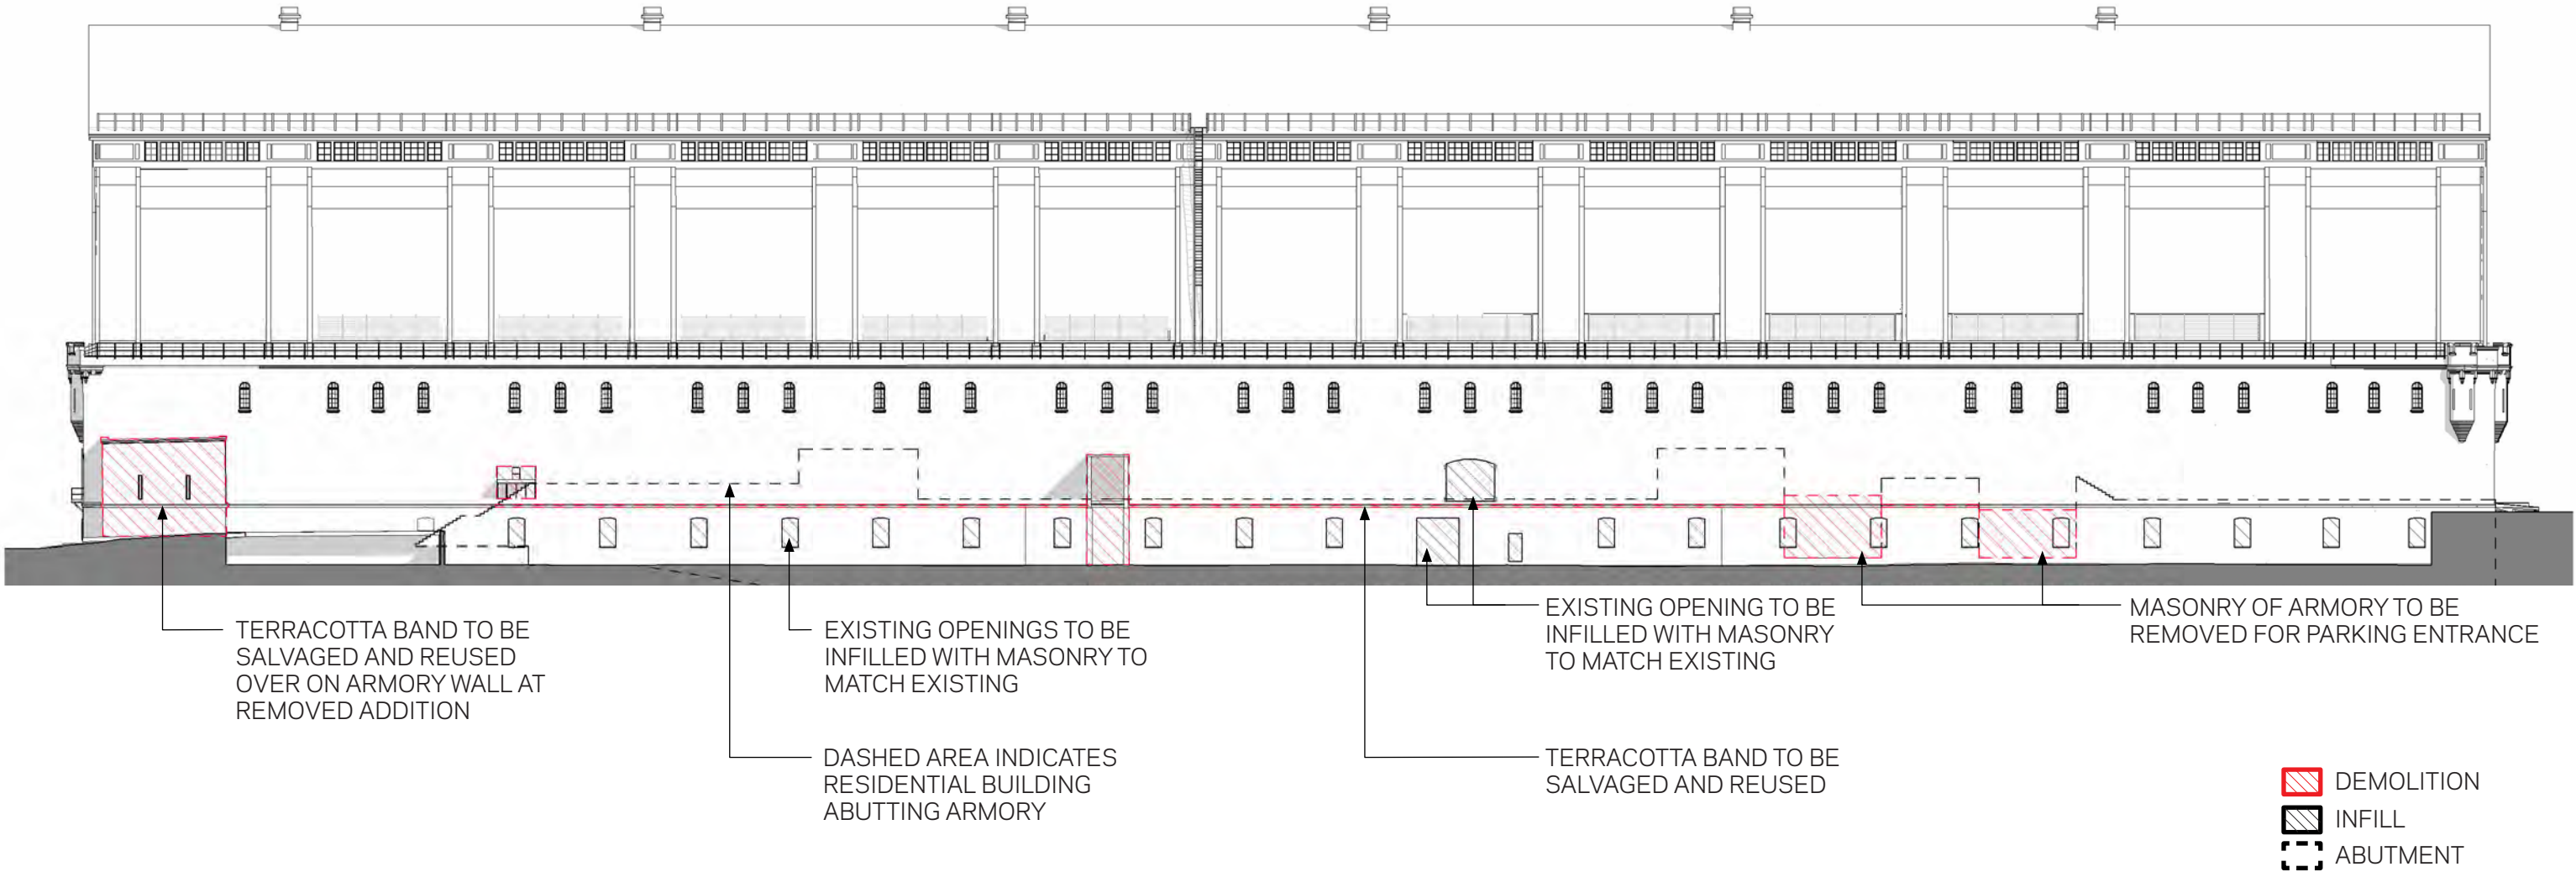 TERRACOTTA BAND TO BE
SALVAGED AND REUSED
OVER ON ARMORY WALL AT
REMOVED ADDITION
EXISTING OPENINGS TO BE
INFILLED WITH MASONRY TO
MATCH EXISTING
DASHED AREA INDICATES
RESIDENTIAL BUILDING
ABUTTING ARMORY
EXISTING OPENING TO BE
INFILLED WITH MASONRY
TO MATCH EXISTING
TERRACOTTA BAND TO BE
SALVAGED AND REUSED
MASONRY OF ARMORY TO BE
REMOVED FOR PARKING ENTRANCE
DEMOLITION
INFILL
ABUTMENT